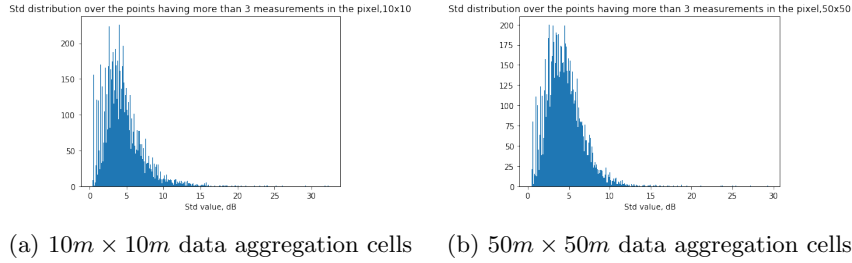 Std distribution over the points having more than 3 measurements in the pixel,10x10
200
150
100
50
0
0 5 10 15 20 25 30
Std value, dB
(a) 10m × 10m data aggregation cells
Std distribution over the points having more than 3 measurements in the pixel,50x50
200
175
150
125
100
75
50
25
0
0 5 10 15 20 25 30
Std value, dB
(b) 50m × 50m data aggregation cells